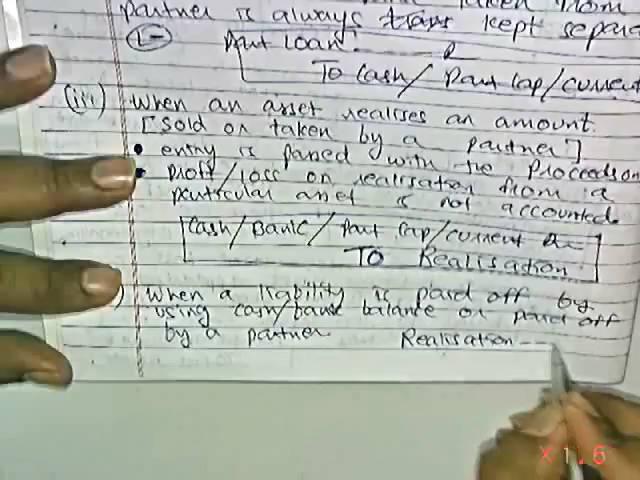 partner is always kept separ
Part Loan
To Cash/ Part Cap/current
(iii) When an asset realises an amount.
[Sold or taken by a partner]
• entry is passed with the Proceeds on
• profit/loss on realisation from a
particular asset is not accounted.
Cash/Bank/Part Cap/current a
To Realisation
) When a liability is paid off by
using cash/bank balance or paid off
by a partner Realisation
x1.5